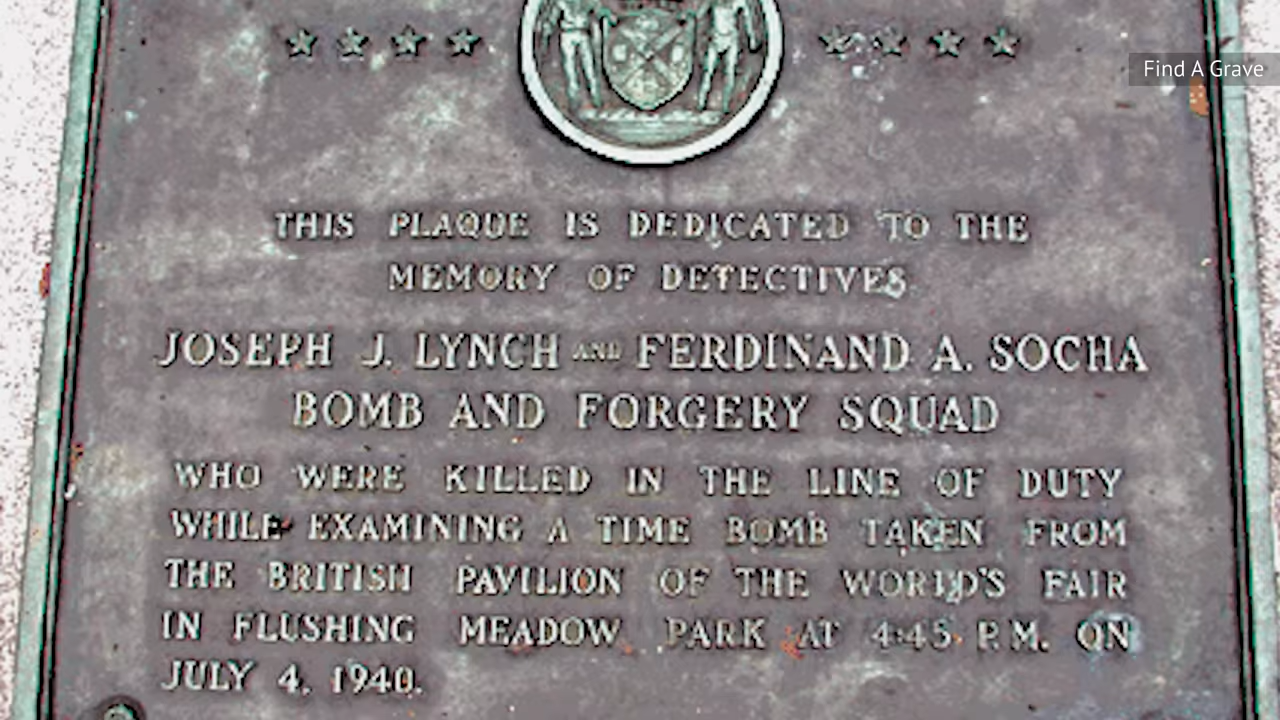 Find A Grave
THIS PLAQUE IS DEDICATED TO THE
MEMORY OF DETECTIVES
JOSEPH J. LYNCH AND FERDINAND A. SOCHA
BOMB AND FORGERY SQUAD
WHO WERE KILLED IN THE LINE OF DUTY
WHILE EXAMINING A TIME BOMB TAKEN FROM
THE BRITISH PAVILION OF THE WORLD'S FAIR
IN FLUSHING MEADOW PARK AT 4:45 P.M. ON
JULY 4, 1940.